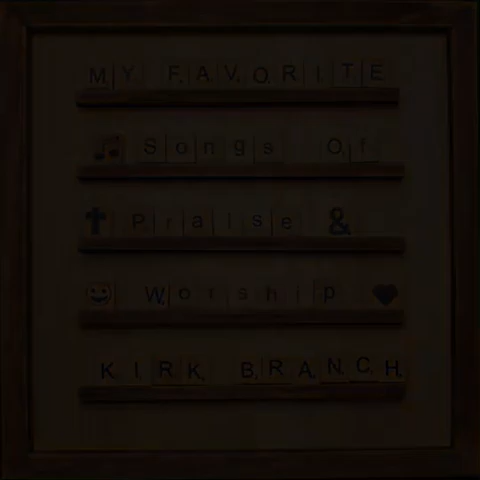 MY FAVORITE
Songs Of
Praise &
Worship
KIRK BRANCH